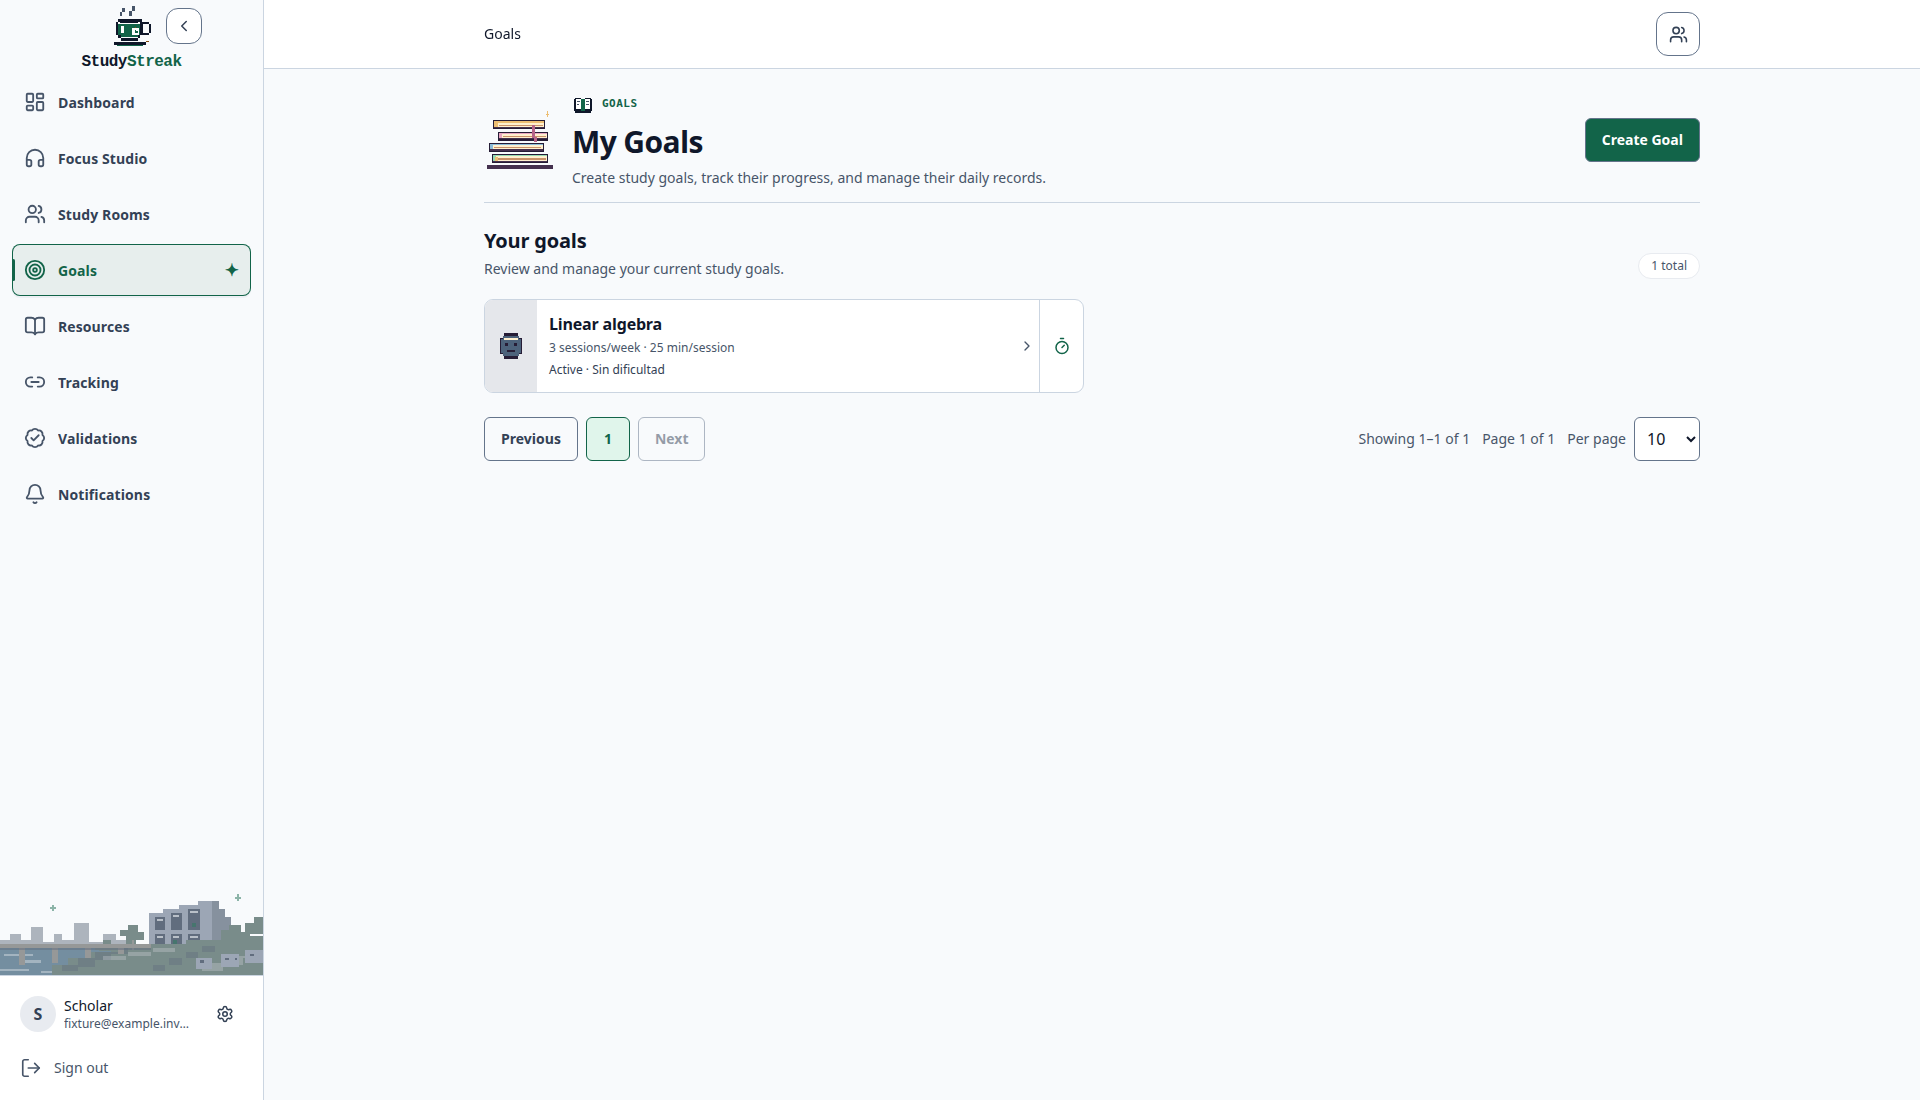 StudyStreak
Dashboard
Focus Studio
Study Rooms
Goals
Resources
Tracking
Validations
Notifications
S
Scholar
fixture@example.inv...
Sign out
Goals
GOALS
My Goals
Create study goals, track their progress, and manage their daily records.
Create Goal
Your goals
Review and manage your current study goals.
1 total
Linear algebra
3 sessions/week · 25 min/session
Active · Sin dificultad
Previous 1 Next
Showing 1–1 of 1 Page 1 of 1 Per page 10